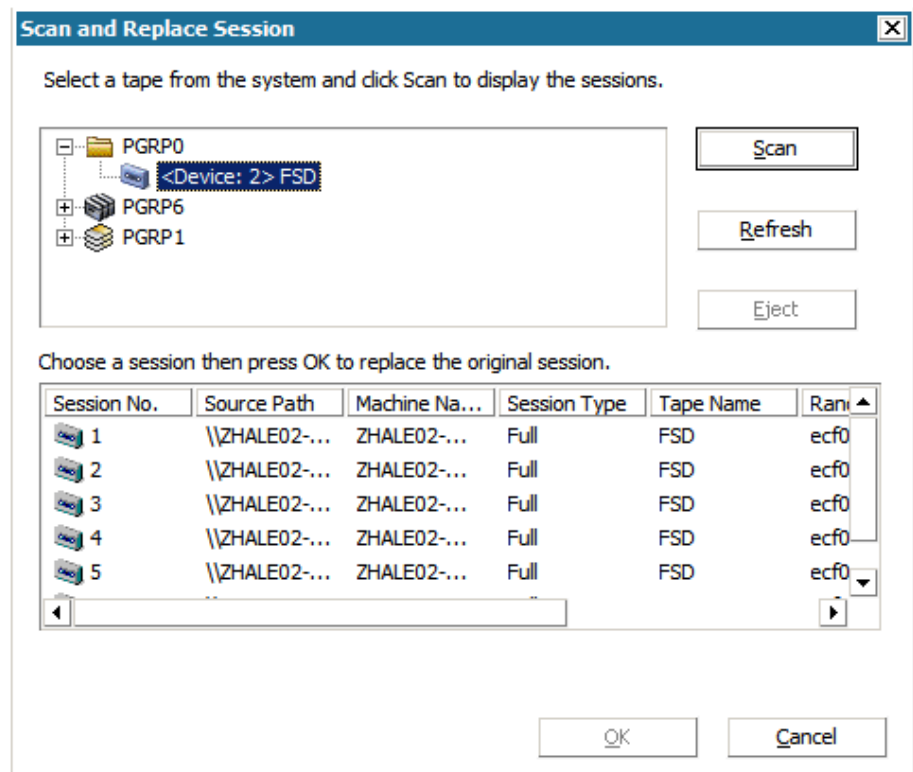 Scan and Replace Session
Select a tape from the system and click Scan to display the sessions.
PGRP0
<Device: 2> FSD
PGRP6
PGRP1
Scan
Refresh
Eject
Choose a session then press OK to replace the original session.
Session No. Source Path Machine Na... Session Type Tape Name Ran
1 \\ZHALE02-... ZHALE02-... Full FSD ecf0
2 \\ZHALE02-... ZHALE02-... Full FSD ecf0
3 \\ZHALE02-... ZHALE02-... Full FSD ecf0
4 \\ZHALE02-... ZHALE02-... Full FSD ecf0
5 \\ZHALE02-... ZHALE02-... Full FSD ecf0
OK Cancel